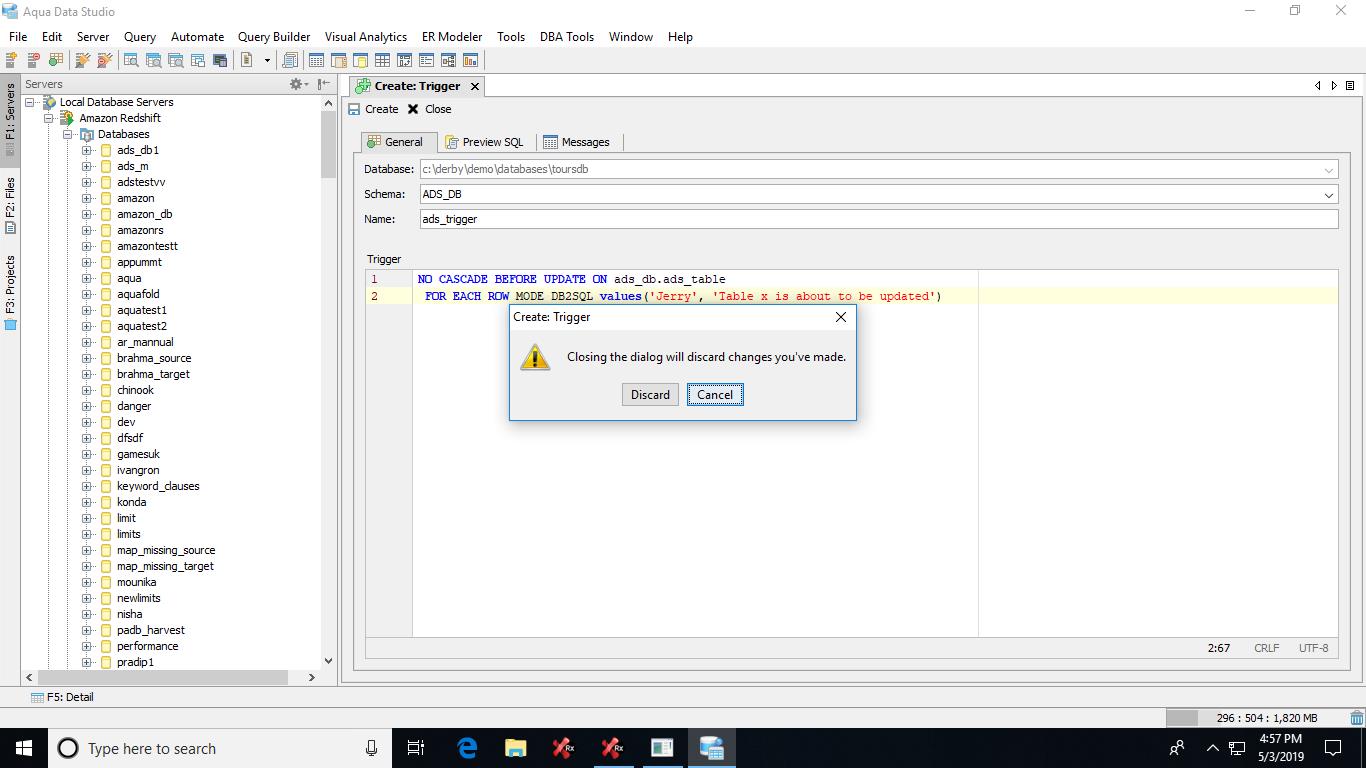 Aqua Data Studio
File Edit Server Query Automate Query Builder Visual Analytics ER Modeler Tools DBA Tools Window Help
Servers
F1: Servers
F2: Files
F3: Projects
Local Database Servers
Amazon Redshift
Databases
ads_db1
ads_m
adstestvv
amazon
amazon_db
amazonrs
amazontestt
appummt
aqua
aquafold
aquatest1
aquatest2
ar_mannual
brahma_source
brahma_target
chinook
danger
dev
dfsdf
gamesuk
ivangron
keyword_clauses
konda
limit
limits
map_missing_source
map_missing_target
mounika
newlimits
nisha
padb_harvest
performance
pradip1
Create: Trigger
Create Close
General Preview SQL Messages
Database: c:\derby\demo\databases\toursdb
Schema: ADS_DB
Name: ads_trigger
Trigger
1 NO CASCADE BEFORE UPDATE ON ads_db.ads_table
2 FOR EACH ROW MODE DB2SQL values('Jerry', 'Table x is about to be updated')
Create: Trigger
Closing the dialog will discard changes you've made.
Discard Cancel
2:67 CRLF UTF-8
F5: Detail
296 : 504 : 1,820 MB
Type here to search
4:57 PM
5/3/2019